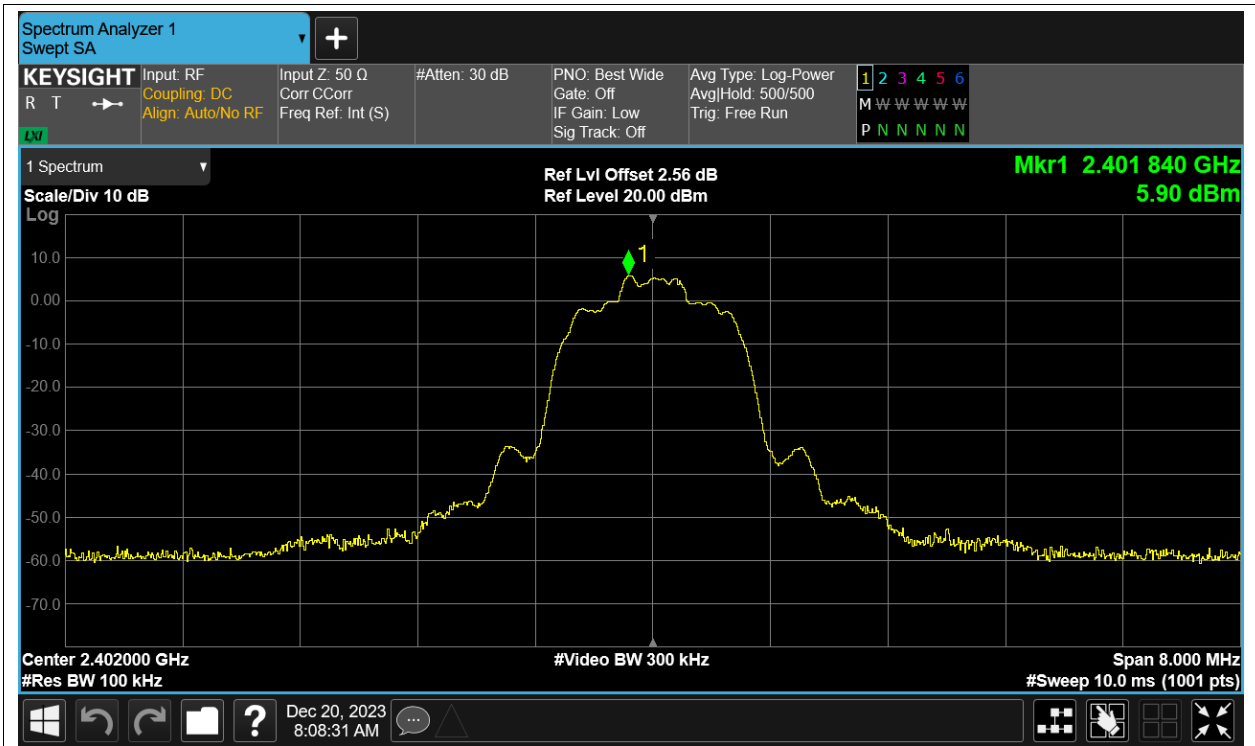 Spectrum Analyzer 1
Swept SA
KEYSIGHT
R T
LXI
Input: RF
Coupling: DC
Align: Auto/No RF
Input Z: 50 Ω
Corr CCorr
Freq Ref: Int (S)
#Atten: 30 dB
PNO: Best Wide
Gate: Off
IF Gain: Low
Sig Track: Off
Avg Type: Log-Power
Avg|Hold: 500/500
Trig: Free Run
1 2 3 4 5 6
M W W W W W W
P N N N N N N
1 Spectrum
Scale/Div 10 dB
Ref Lvl Offset 2.56 dB
Ref Level 20.00 dBm
Mkr1 2.401 840 GHz
5.90 dBm
Log
1
10.0
0.00
-10.0
-20.0
-30.0
-40.0
-50.0
-60.0
-70.0
Center 2.402000 GHz
#Res BW 100 kHz
#Video BW 300 kHz
Span 8.000 MHz
#Sweep 10.0 ms (1001 pts)
?
Dec 20, 2023
8:08:31 AM